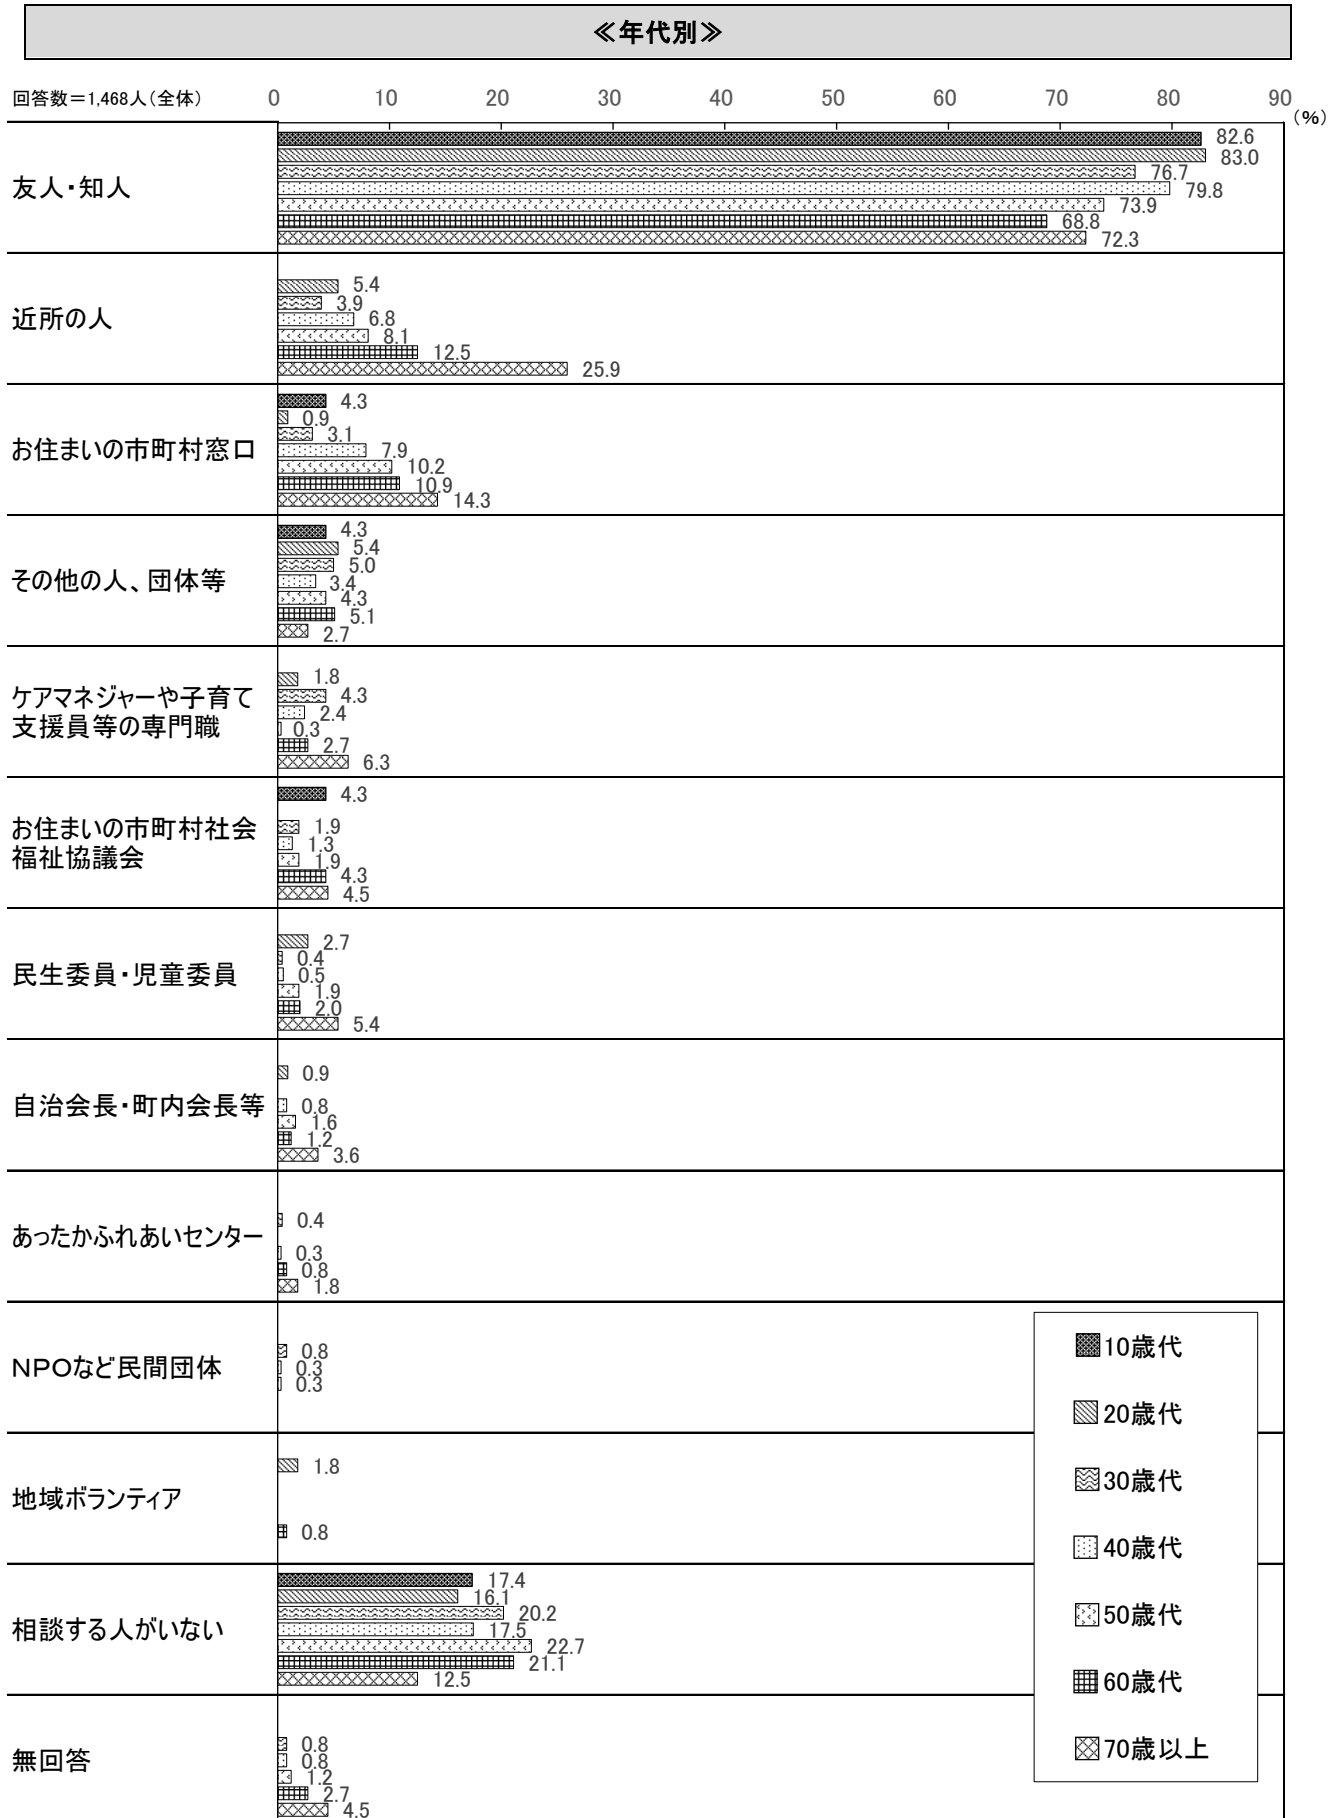 ≪年代別≫
回答数＝1,468人（全体）
0 10 20 30 40 50 60 70 80 90
（%）
友人・知人
82.6
83.0
76.7
79.8
73.9
68.8
72.3
近所の人
5.4
3.9
6.8
8.1
12.5
25.9
お住まいの市町村窓口
4.3
0.9
3.1
7.9
10.2
10.9
14.3
その他の人、団体等
4.3
5.4
5.0
3.4
4.3
5.1
2.7
ケアマネジャーや子育て
支援員等の専門職
1.8
4.3
2.4
0.3
2.7
6.3
お住まいの市町村社会
福祉協議会
4.3
1.9
1.3
1.9
4.3
4.5
民生委員・児童委員
2.7
0.4
0.5
1.9
2.0
5.4
自治会長・町内会長等
0.9
0.8
1.6
1.2
3.6
あったかふれあいセンター
0.4
0.3
0.8
1.8
ＮＰＯなど民間団体
0.8
0.3
0.3
地域ボランティア
1.8
0.8
相談する人がいない
17.4
16.1
20.2
17.5
22.7
21.1
12.5
無回答
0.8
0.8
1.2
2.7
4.5
10歳代
20歳代
30歳代
40歳代
50歳代
60歳代
70歳以上